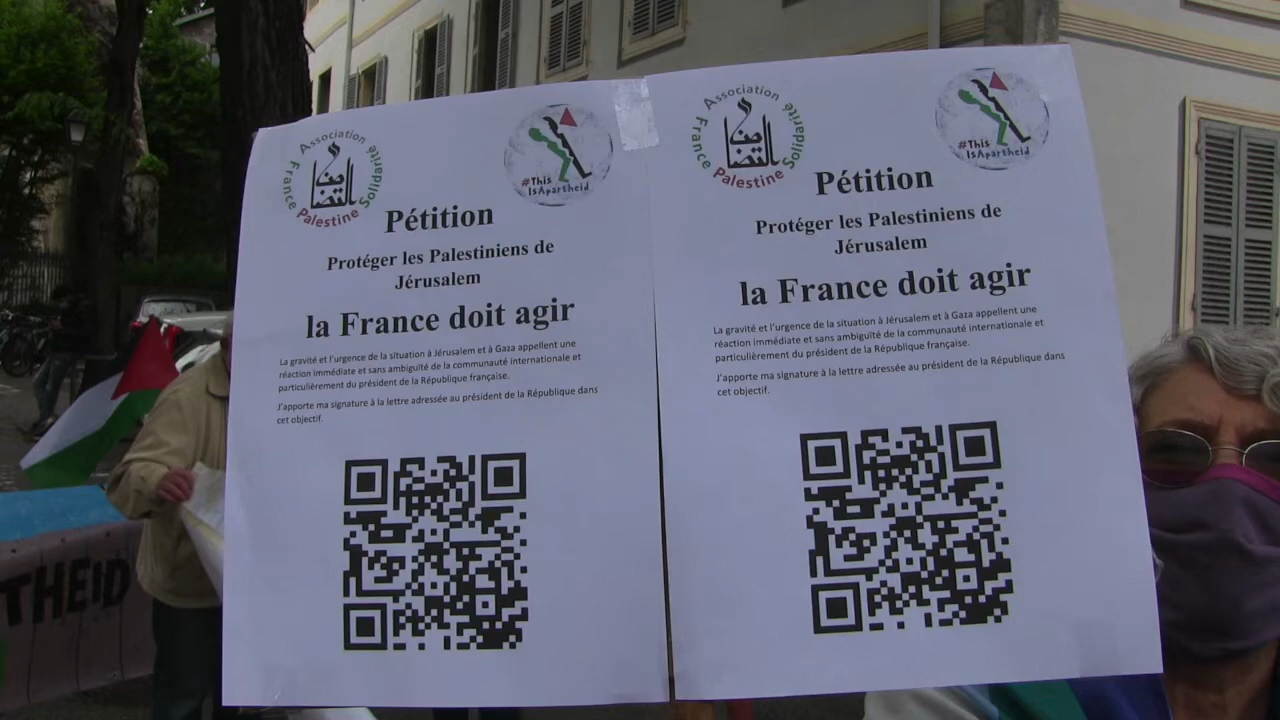 Association France Palestine Solidarité
التضامن
#This
IsApartheid
Pétition
Protéger les Palestiniens de
Jérusalem
la France doit agir
La gravité et l'urgence de la situation à Jérusalem et à Gaza appellent une
réaction immédiate et sans ambiguïté de la communauté internationale et
particulièrement du président de la République française.
J'apporte ma signature à la lettre adressée au président de la République dans
cet objectif.
Association France Palestine Solidarité
التضامن
#This
IsApartheid
Pétition
Protéger les Palestiniens de
Jérusalem
la France doit agir
La gravité et l'urgence de la situation à Jérusalem et à Gaza appellent une
réaction immédiate et sans ambiguïté de la communauté internationale et
particulièrement du président de la République française.
J'apporte ma signature à la lettre adressée au président de la République dans
cet objectif.
THEID